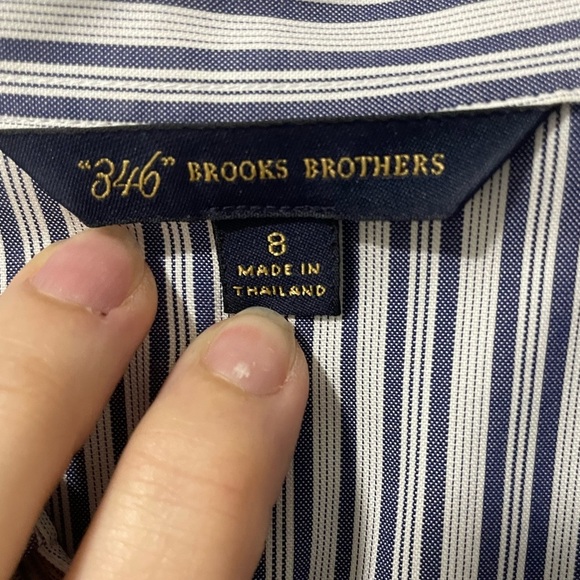 "346" BROOKS BROTHERS
8
MADE IN
THAILAND